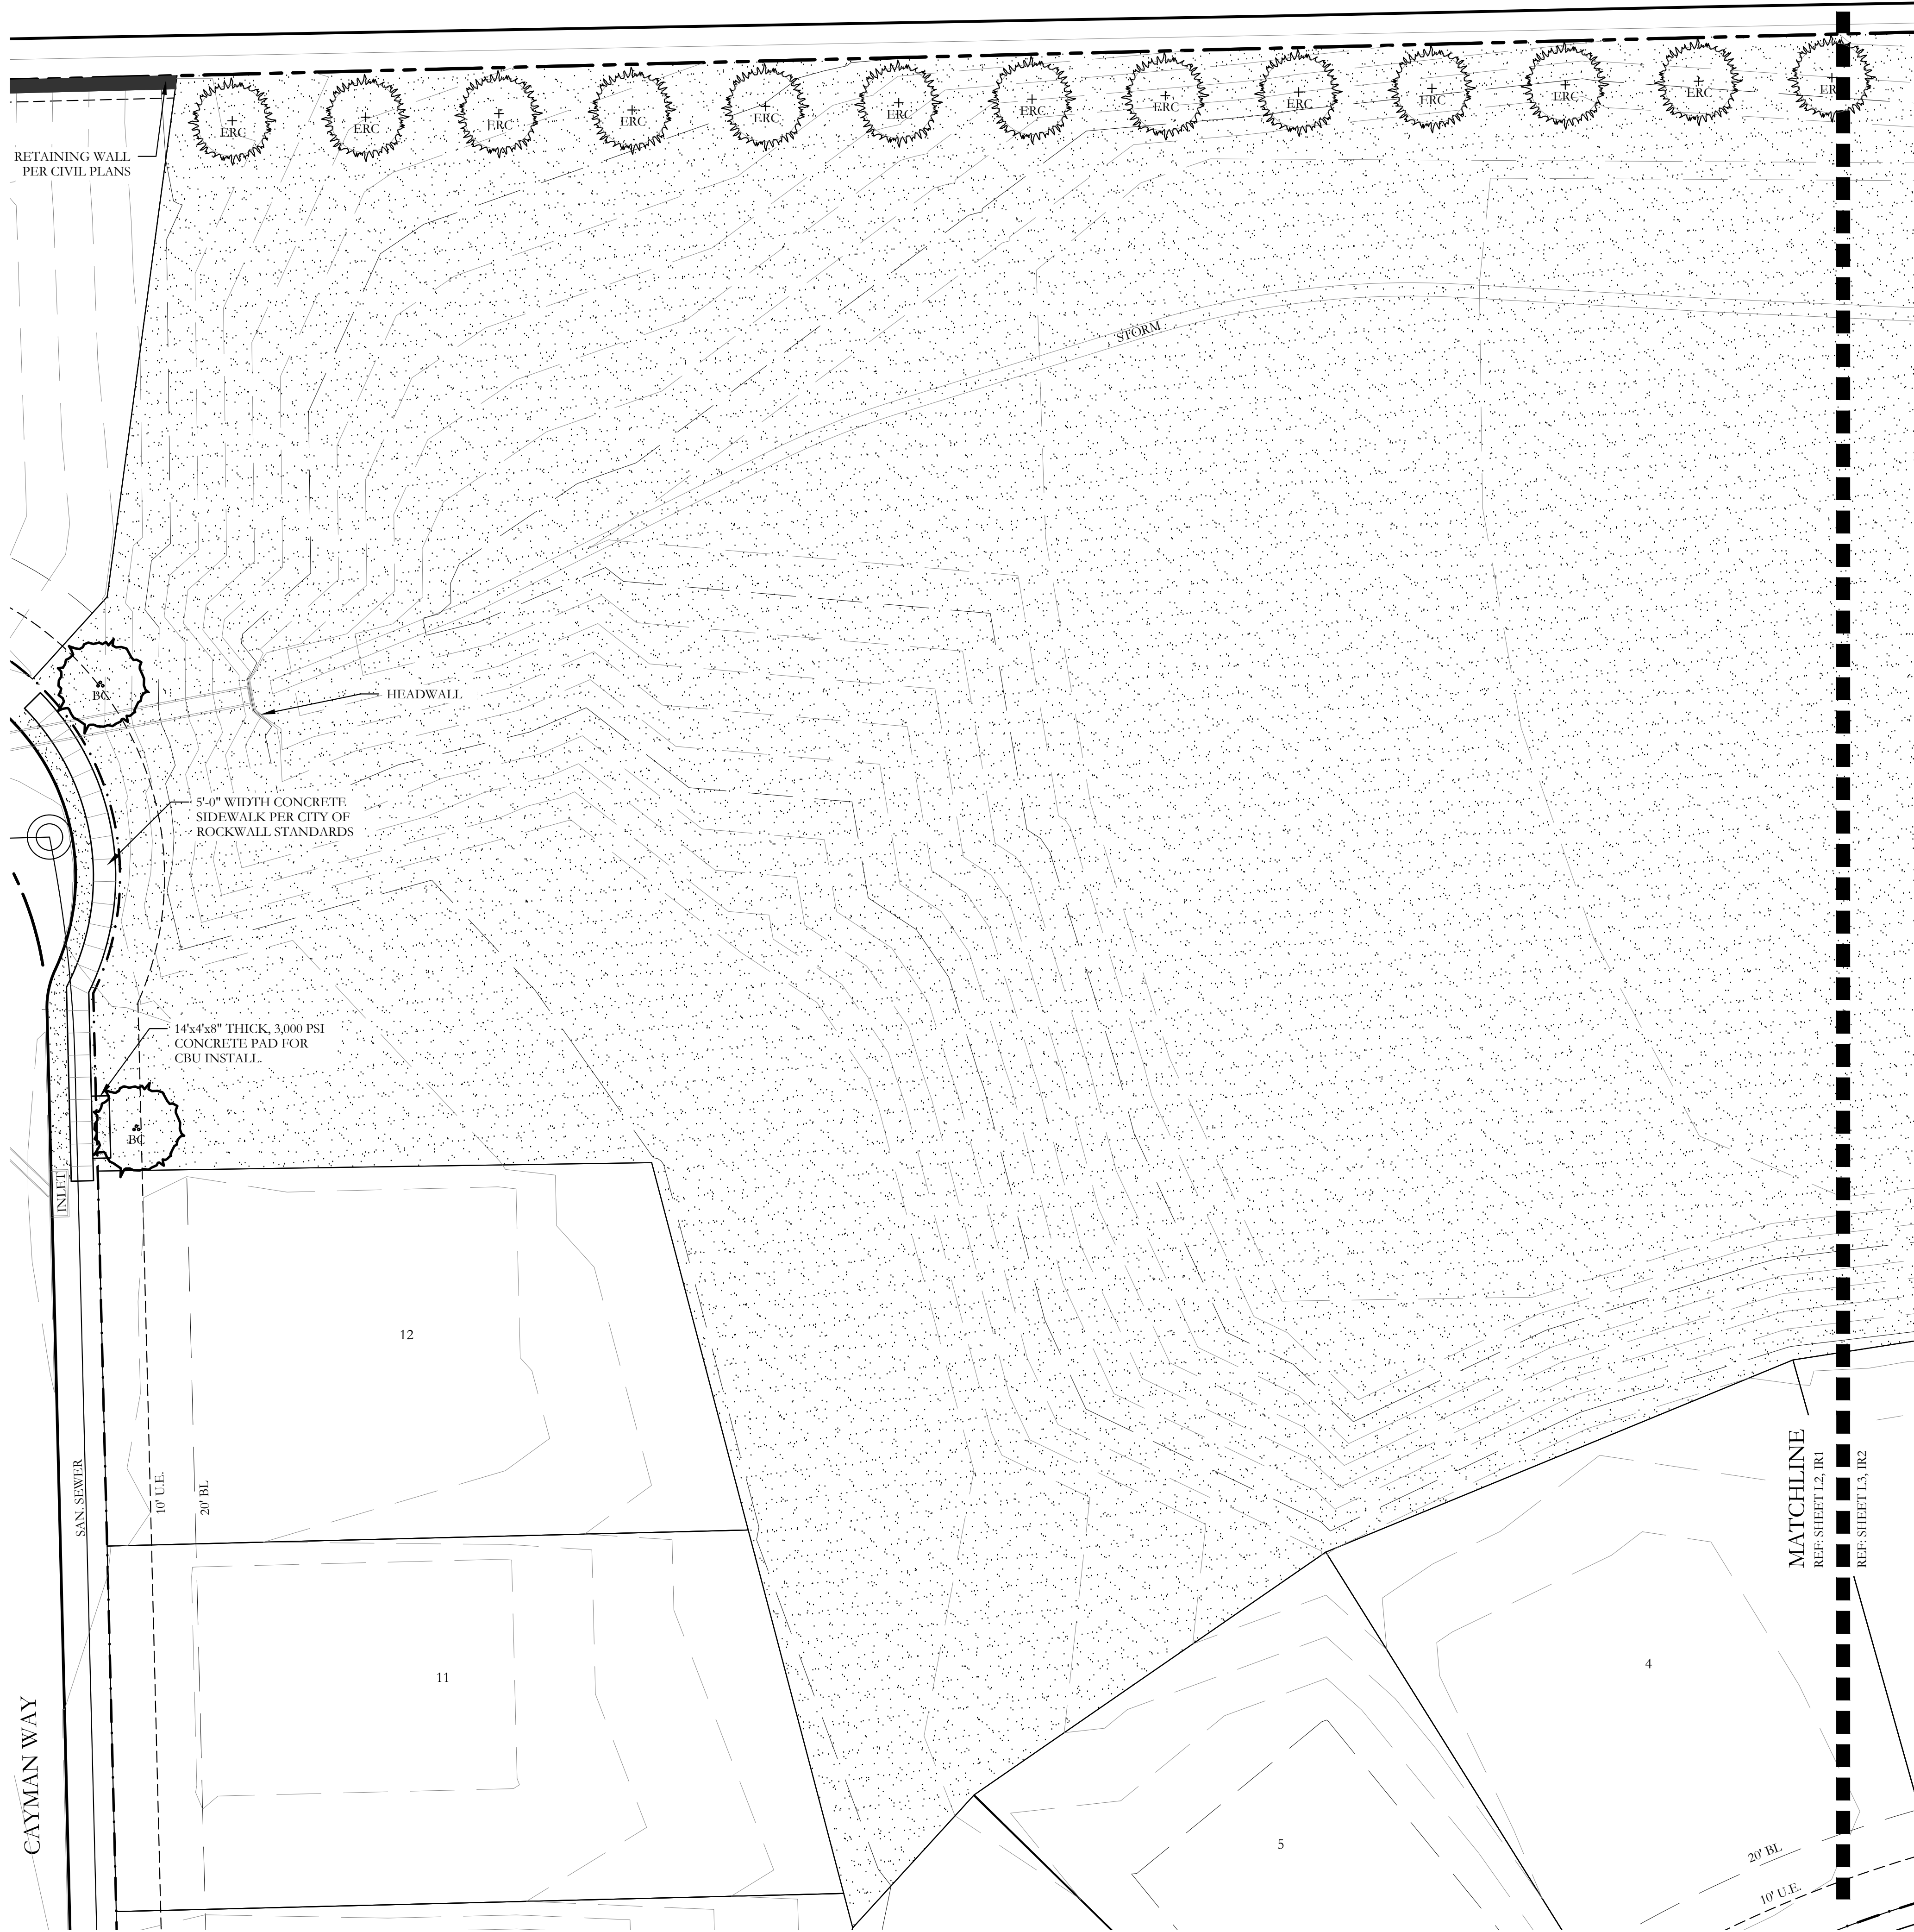 ERC
ERC
ERC
ERC
ERC
ERC
ERC
ERC
ERC
ERC
ERC
ERC
ERC
RETAINING WALL
PER CIVIL PLANS
STORM
BC
HEADWALL
5'-0" WIDTH CONCRETE
SIDEWALK PER CITY OF
ROCKWALL STANDARDS
14'x4'x8" THICK, 3,000 PSI
CONCRETE PAD FOR
CBU INSTALL.
BC
INLET
12
SAN. SEWER
10' U.E.
20' BL
MATCHLINE
REF: SHEET L2, IR1
REF: SHEET L3, IR2
11
4
CAYMAN WAY
5
20' BL
10' U.E.